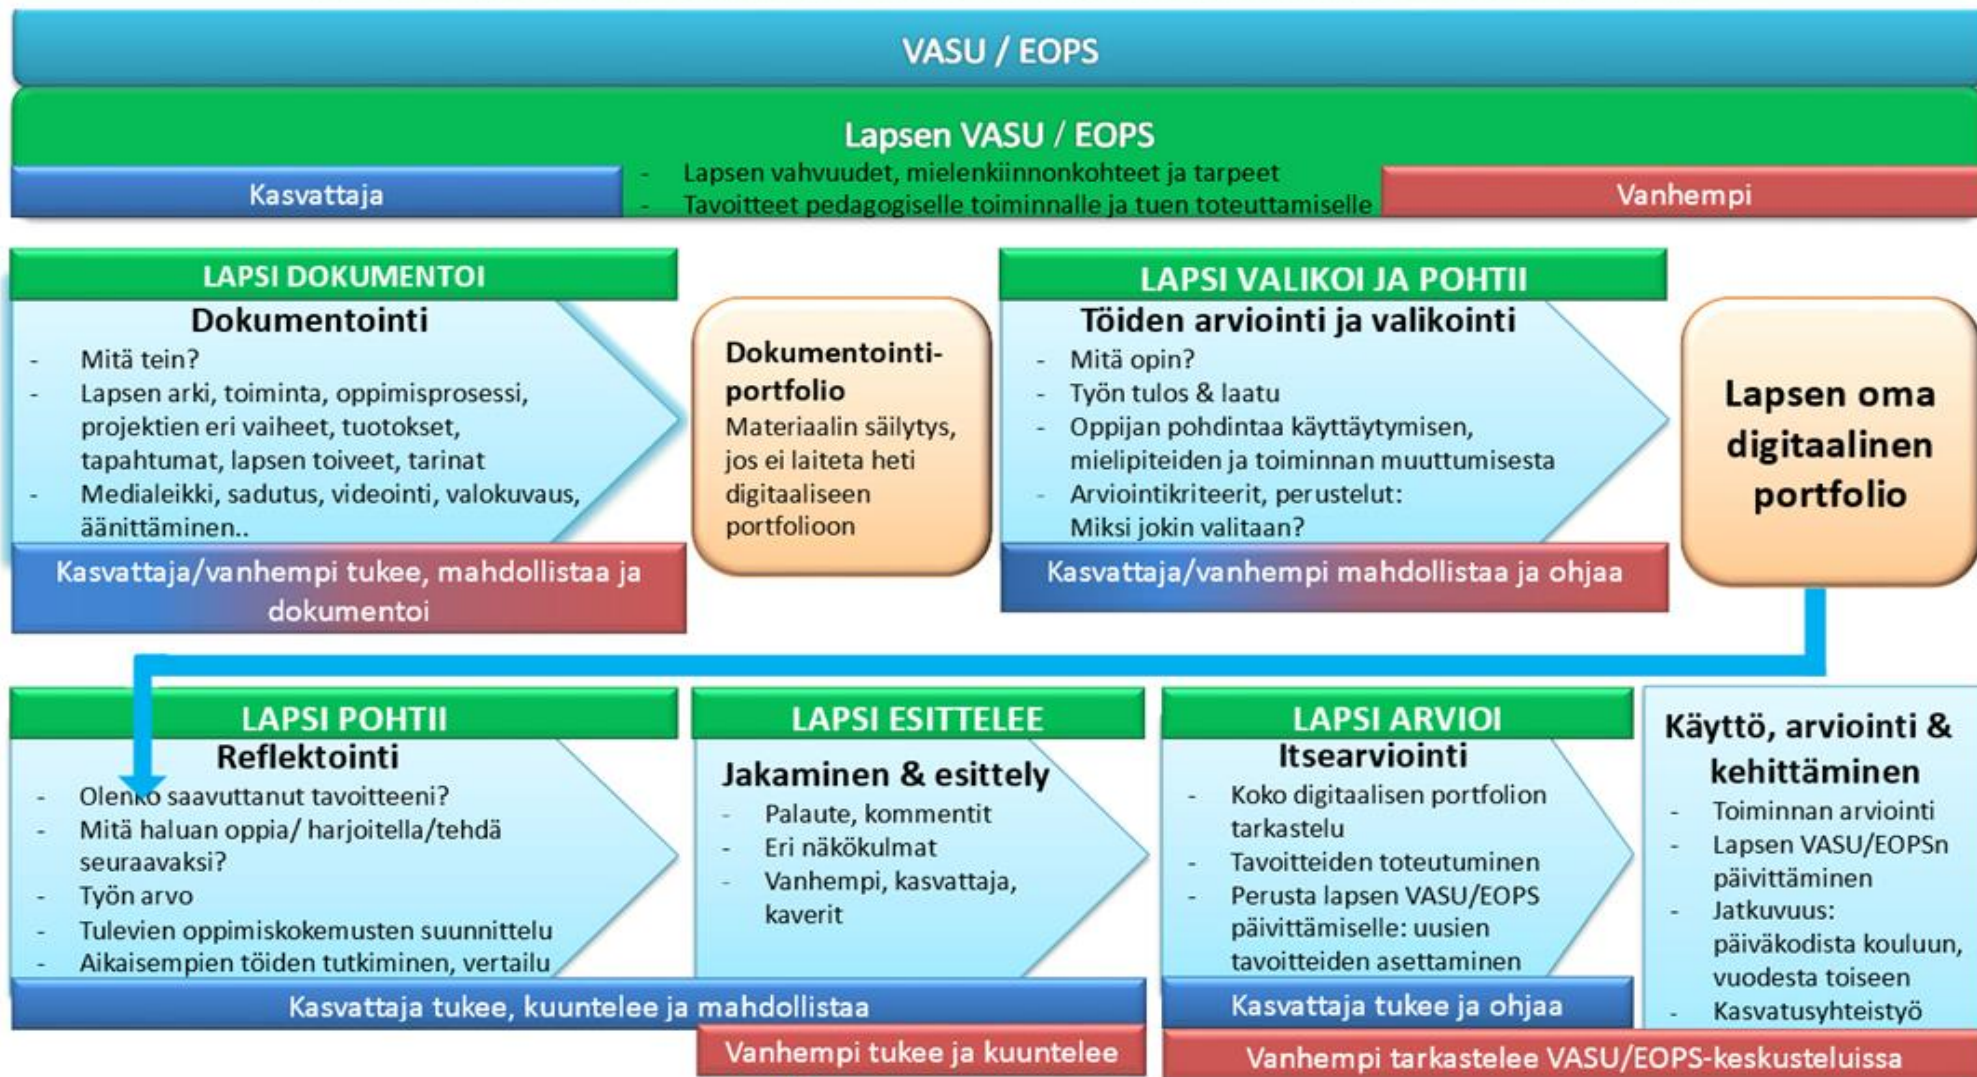 VASU / EOPS
Lapsen VASU / EOPS
- Lapsen vahvuudet, mielenkiinnonkohteet ja tarpeet
- Tavoitteet pedagogiselle toiminnalle ja tuen toteuttamiselle
Kasvattaja
Vanhempi
LAPSI DOKUMENTOI
Dokumentointi
- Mitä tein?
- Lapsen arki, toiminta, oppimisprosessi,
projektien eri vaiheet, tuotokset,
tapahtumat, lapsen toiveet, tarinat
- Medialeikki, sadutus, videointi, valokuvaus,
äänittäminen..
Kasvattaja/vanhempi tukee, mahdollistaa ja
dokumentoi
Dokumentointi-
portfolio
Materiaalin säilytys,
jos ei laiteta heti
digitaaliseen
portfolioon
LAPSI VALIKOI JA POHTII
Töiden arviointi ja valikointi
- Mitä opin?
- Työn tulos & laatu
- Oppijan pohdintaa käyttäytymisen,
mielipiteiden ja toiminnan muuttumisesta
- Arviointikriteerit, perustelut:
Miksi jokin valitaan?
Kasvattaja/vanhempi mahdollistaa ja ohjaa
Lapsen oma
digitaalinen
portfolio
LAPSI POHTII
Reflektointi
- Olenko saavuttanut tavoitteeni?
- Mitä haluan oppia/ harjoitella/tehdä
seuraavaksi?
- Työn arvo
- Tulevien oppimiskokemusten suunnittelu
- Aikaisempien töiden tutkiminen, vertailu
LAPSI ESITTELEE
Jakaminen & esittely
- Palaute, kommentit
- Eri näkökulmat
- Vanhempi, kasvattaja,
kaverit
Kasvattaja tukee, kuuntelee ja mahdollistaa
Vanhempi tukee ja kuuntelee
LAPSI ARVIOI
Itsearviointi
- Koko digitaalisen portfolion
tarkastelu
- Tavoitteiden toteutuminen
- Perusta lapsen VASU/EOPS
päivittämiselle: uusien
tavoitteiden asettaminen
Kasvattaja tukee ja ohjaa
Käyttö, arviointi &
kehittäminen
- Toiminnan arviointi
- Lapsen VASU/EOPSn
päivittäminen
- Jatkuvuus:
päiväkodista kouluun,
vuodesta toiseen
- Kasvatusyhteistyö
Vanhempi tarkastelee VASU/EOPS-keskusteluissa